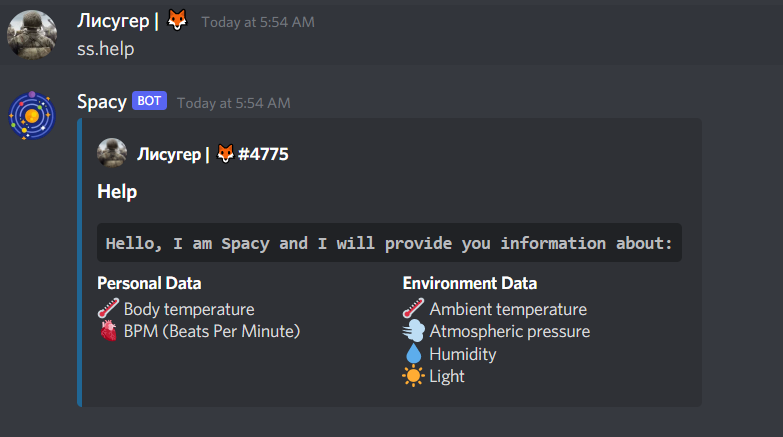 Лисугер | 🦊 Today at 5:54 AM
ss.help
Spacy BOT Today at 5:54 AM
Лисугер | 🦊 #4775
Help
Hello, I am Spacy and I will provide you information about:
Personal Data
🌡️ Body temperature
🫀 BPM (Beats Per Minute)
Environment Data
🌡️ Ambient temperature
💨 Atmospheric pressure
💧 Humidity
☀️ Light